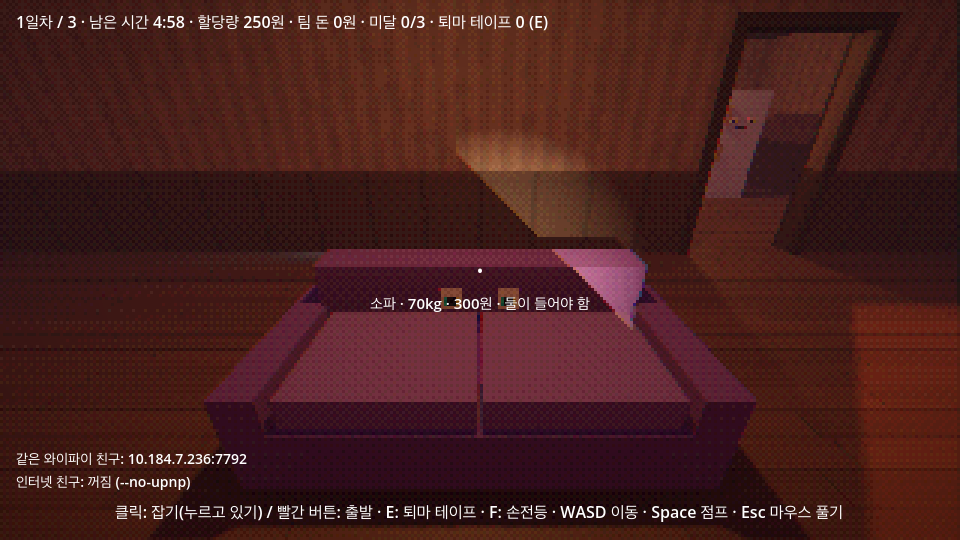 1일차 / 3 · 남은 시간 4:58 · 할당량 250원 · 팀 돈 0원 · 미달 0/3 · 퇴마 테이프 0 (E)
소파 · 70kg · 300원 · 둘이 들어야 함
같은 와이파이 친구: 10.184.7.236:7792
인터넷 친구: 꺼짐 (--no-upnp)
클릭: 잡기(누르고 있기) / 빨간 버튼: 출발 · E: 퇴마 테이프 · F: 손전등 · WASD 이동 · Space 점프 · Esc 마우스 풀기